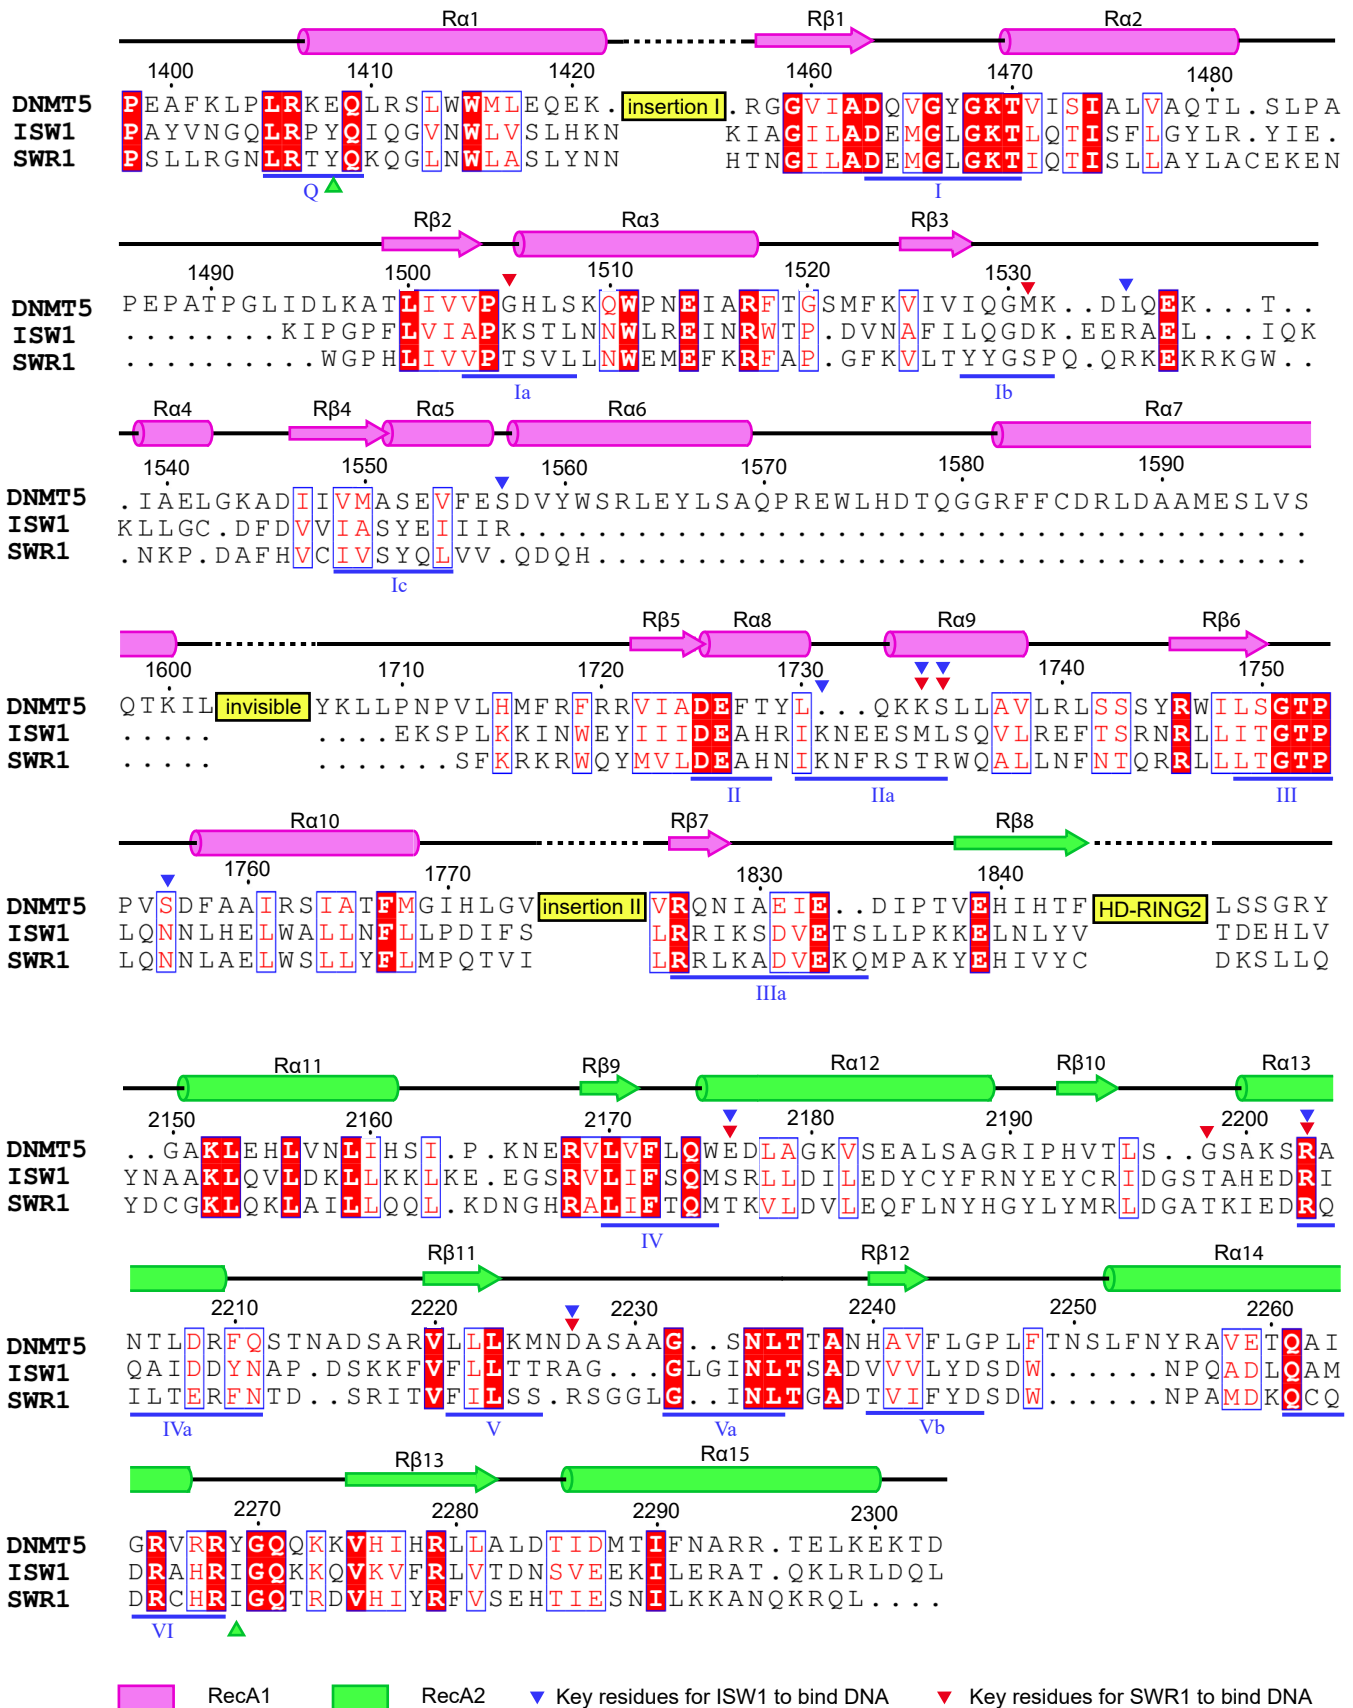 Rα1 Rβ1 Rα2
1400 1410 1420 1460 1470 1480
DNMT5 PEAFKLPLRKEQLRSLWWMLEQEK. insertion I .RGGVIADQVGYGKTVISIALVAQTL.SLPA
ISW1 PAYVNGQLRPYQIQGVNWLVSLHKN KIAGILADEMGLGKTLQTISFLGYLR.YIE.
SWR1 PSLLRGNLRTYQKQGLNWLASLYNN HTNGILADEMGLGKTIQTISLLAYLACEKEN
Q I
Rβ2 Rα3 Rβ3
1490 1500 1510 1520 1530
DNMT5 PEPATPGLIDLKATLIVVPGHLSKQWPNEIARFTGSMFKVIVIQGMK..DLQEK...T..
ISW1 ........KIPGPFLVIAPKSTLNNWLREINRWTP.DVNAFILQGDK.EERAEL...IQK
SWR1 ..........WGPHLIVVPTSVLLNWEMEFKRFAP.GFKVLTYYGSPQ.QRKEKRKGW..
Ia Ib
Rα4 Rβ4 Rα5 Rα6 Rα7
1540 1550 1560 1570 1580 1590
DNMT5 .IAELGKADIIVMASEVFESDVYWSRLEYLSAQPREWLHDTQGGRFFCDRLDAAMESLVS
ISW1 KLLGC.DFDVVIASYEIIIR........................................
SWR1 .NKP.DAFHVCIVSYQLVV.QDQH....................................
Ic
Rβ5 Rα8 Rα9 Rβ6
1600 1710 1720 1730 1740 1750
DNMT5 QTKIL invisible YKLLPNPVLHMFRFRRVIADEFTYL...QKKSLLAVLRLSSSYRWILSGTP
ISW1 ..... ....EKSPLKKINWEYIIIDEAHRIKNEESMLSQVLREFTSRNRLLITGTP
SWR1 ..... .......SFKRKRWQYMVLDEAHNIKNFRSTRWQALLNFNTQRRLLLTGTP
II IIa III
Rα10 Rβ7 Rβ8
1760 1770 1830 1840
DNMT5 PVSDFAAIRSIATFMGIHLGV insertion II VRQNIAEIE..DIPTVEHIHTF HD-RING2 LSSGRY
ISW1 LQNNLHELWALLNFLLPDIFS LRRIKSDVETSLLPKKELNLYV TDEHLV
SWR1 LQNNLAELWSLLYFLMPQTVI LRRLKADVEKQMPAKYEHIVYC DKSLLQ
IIIa
Rα11 Rβ9 Rα12 Rβ10 Rα13
2150 2160 2170 2180 2190 2200
DNMT5 ..GAKLEHLVNLIHSI.P.KNERVLVFLQWEDLAGKVSEALSAGRIPHVTLS..GSAKSRA
ISW1 YNAAKLQVLDKLLKKLKE.EGSRVLIFSQMSRLLDILEDYCYFRNYEYCRIDGSTAHEDRI
SWR1 YDCGKLQKLAILLQQL.KDNGHRALIFTQMTKVLDVLEQFLNYHGYLYMRLDGATKIEDRQ
IV
Rβ11 Rβ12 Rα14
2210 2220 2230 2240 2250 2260
DNMT5 NTLDRFQSTNADSARVLLLKMNDASAAG..SNLTTANHAVFLGPLFTNSLFNYRAVETQAI
ISW1 QAIDDYNAP.DSKKFVFLLTTRAG...GLGINLTSADVVVLYDSDW......NPQADLQAM
SWR1 ILTERFNTD..SRITVFILSS.RSGGLG..INLTGADTVIFYDSDW......NPAMDKQCQ
IVa V Va Vb
Rβ13 Rα15
2270 2280 2290 2300
DNMT5 GRVRRYGQQKKVHIHRLLALDTIDMTIFNARR.TELKEKTD
ISW1 DRAHRIGQKKQVKVFRLVTDNSVEEKILERAT.QKLRLDQL
SWR1 DRCHRIGQTRDVHIYRFVSEHTIESNILKKANQKRQL....
VI
RecA1 RecA2 Key residues for ISW1 to bind DNA Key residues for SWR1 to bind DNA